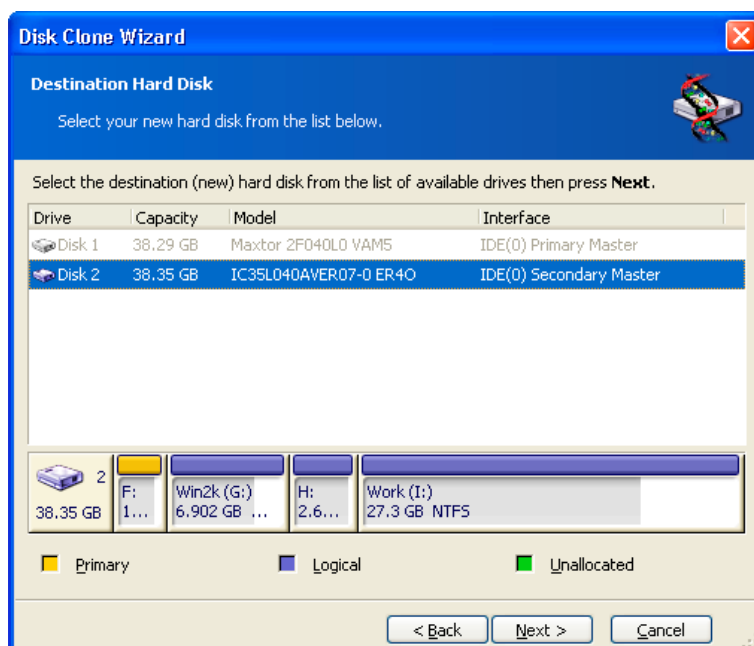 Disk Clone Wizard
Destination Hard Disk
Select your new hard disk from the list below.
Select the destination (new) hard disk from the list of available drives then press Next.
Drive Capacity Model Interface
Disk 1 38.29 GB Maxtor 2F040L0 VAM5 IDE(0) Primary Master
Disk 2 38.35 GB IC35L040AVER07-0 ER4O IDE(0) Secondary Master
2 F: Win2k (G:) H: Work (I:)
38.35 GB 1... 6.902 GB ... 2.6... 27.3 GB NTFS
Primary Logical Unallocated
< Back Next > Cancel